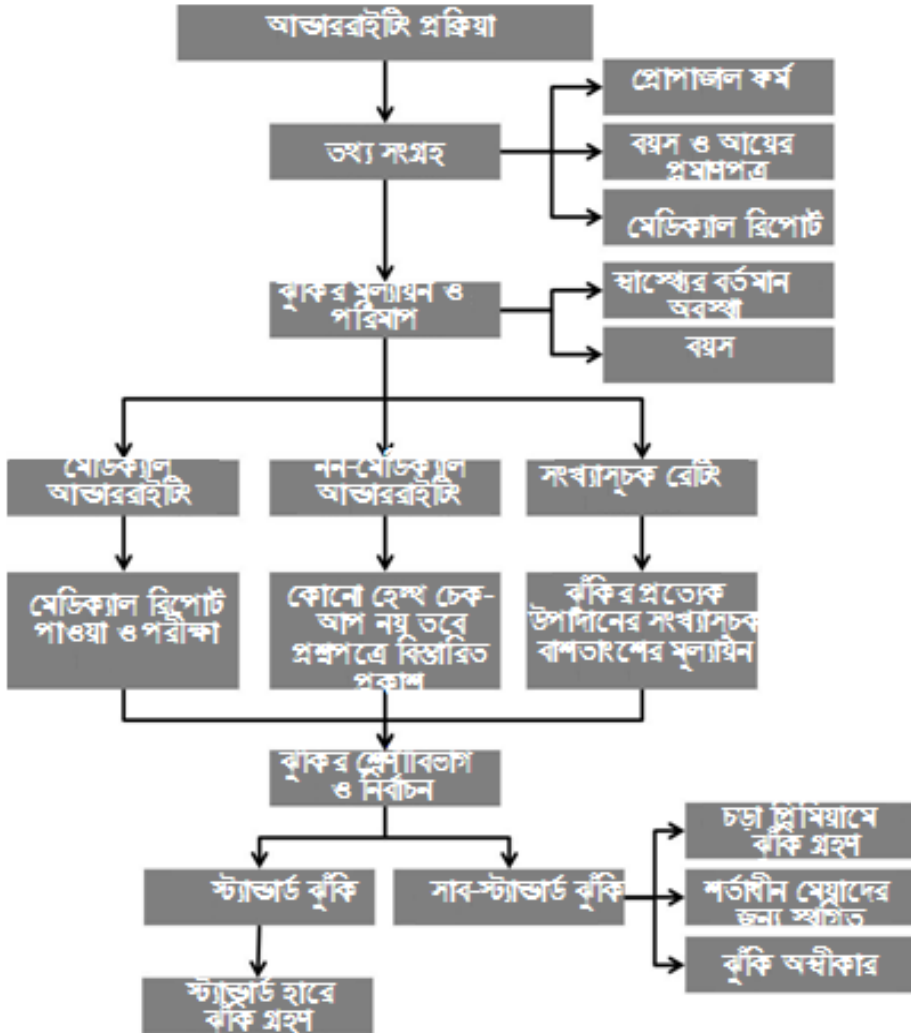 আন্ডাররাইটিং প্রক্রিয়া
তথ্য সংগ্রহ
প্রোপাজাল ফর্ম
বয়স ও আয়ের
প্রমাণপত্র
মেডিক্যাল রিপোর্ট
ঝুঁকির মুল্যায়ন ও
পরিমাপ
স্বাস্থ্যের বর্তমান
অবস্থা
বয়স
মেডিক্যাল
আন্ডাররাইটিং
নন-মেডিক্যাল
আন্ডাররাইটিং
সংখ্যাসূচক রেটিং
মেডিক্যাল রিপোর্ট
পাওয়া ও পরীক্ষা
কোনো হেল্থ চেক-
আপ নয় তবে
প্রশ্নপত্রে বিস্তারিত
প্রকাশ
ঝুঁকির প্রত্যেক
উপাদানের সংখ্যাসূচক
বাশতাংশের মুল্যায়ন
ঝুঁকির শ্রেণীবিভাগ
ও নির্বাচন
স্ট্যান্ডার্ড ঝুঁকি
সাব-স্ট্যান্ডার্ড ঝুঁকি
চড়া প্রিমিয়ামে
ঝুঁকি গ্রহণ
শর্তাধীন মেয়াদের
জন্য স্থগিত
ঝুঁকি অস্বীকার
স্ট্যান্ডার্ড হারে
ঝুঁকি গ্রহণ